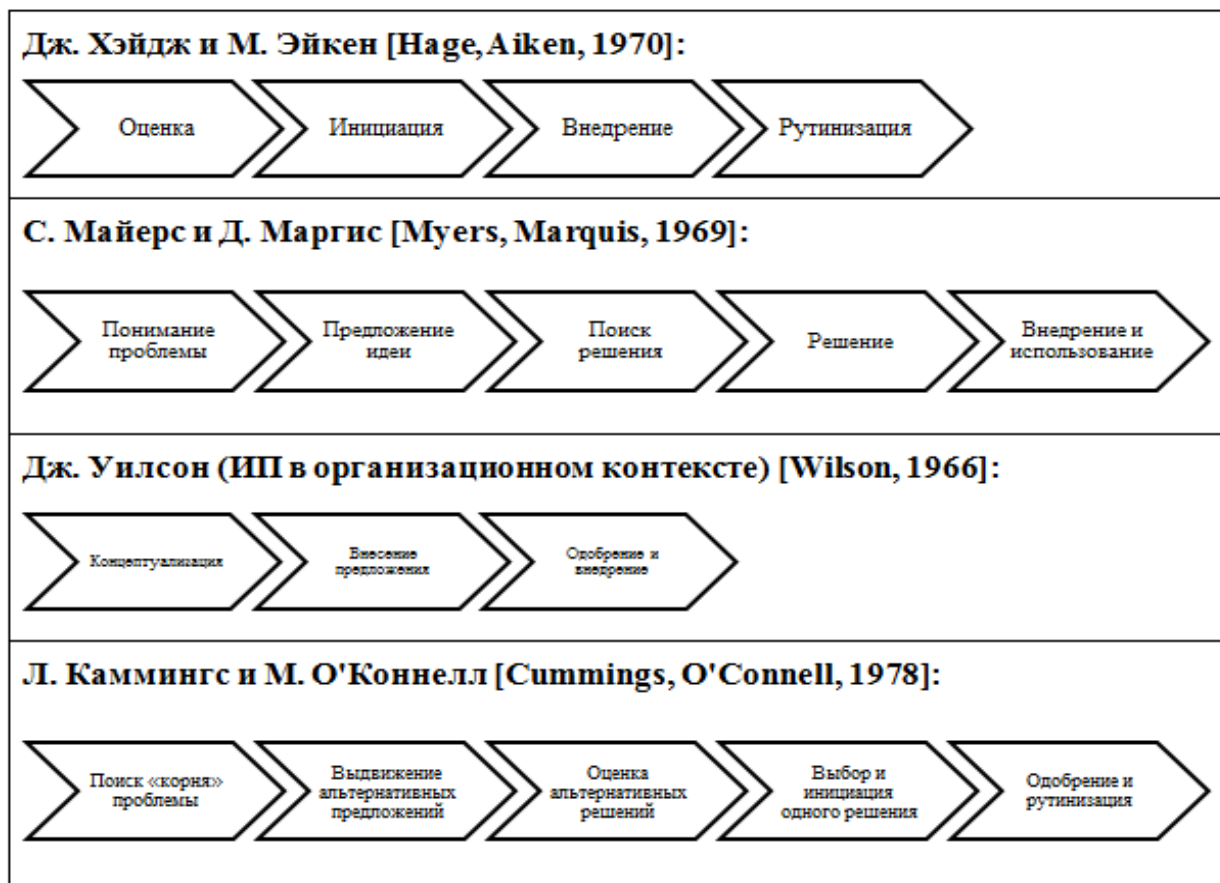 Дж. Хэйдж и М. Эйкен [Hage, Aiken, 1970]:
Оценка
Инициация
Внедрение
Рутинизация
С. Майерс и Д. Маргис [Myers, Marquis, 1969]:
Понимание
проблемы
Предложение
идеи
Поиск
решения
Решение
Внедрение и
использование
Дж. Уилсон (ИП в организационном контексте) [Wilson, 1966]:
Концептуализация
Внесение
предложения
Одобрение и
внедрение
Л. Каммингс и М. О'Коннелл [Cummings, O'Connell, 1978]:
Поиск «корня»
проблемы
Выдвижение
альтернативных
предложений
Оценка
альтернативных
решений
Выбор и
инициация
одного решения
Одобрение и
рутинизация